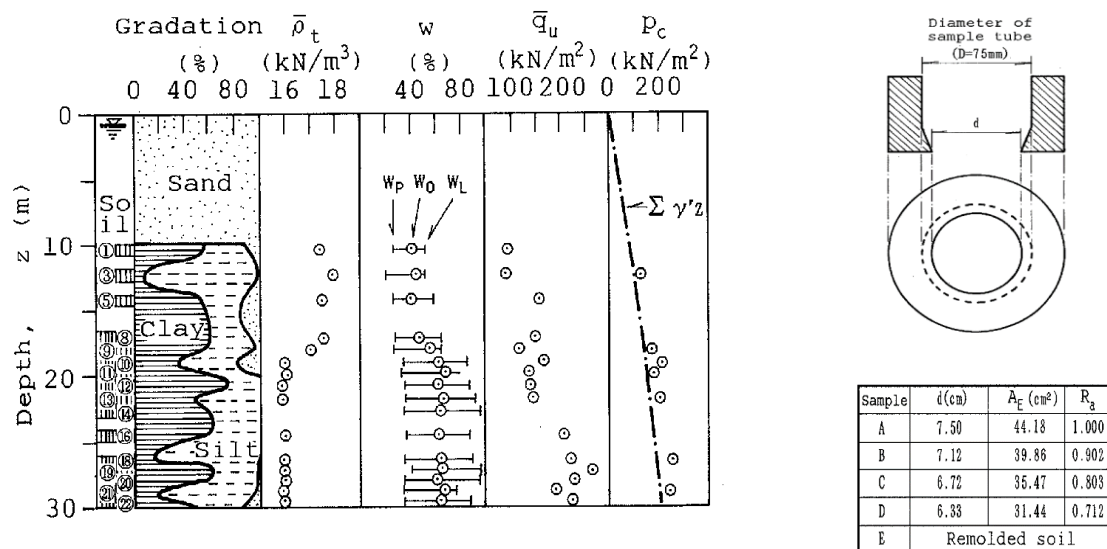 Gradation ρ̄t w q̄u pc
(%) (kN/m³) (%) (kN/m²) (kN/m²)
0 40 80 16 18 40 80 100 200 0 200
0
10
20
30
Depth, z (m)
So
il
Sand
Clay
Silt
WP WO WL
Σ γ'z
①
③
⑤
⑧
⑨
⑩
⑪
⑫
⑬
⑭
⑯
⑱
⑲
⑳
㉑
㉒
Diameter of
sample tube
(D=75mm)
d
Sample d(cm) AE(cm²) Ra
A 7.50 44.18 1.000
B 7.12 39.86 0.902
C 6.72 35.47 0.803
D 6.33 31.44 0.712
E Remolded soil